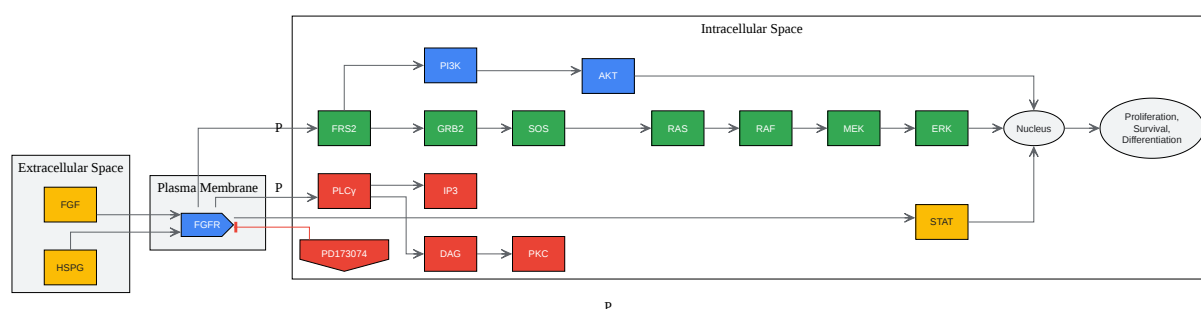 Intracellular Space
PI3K
AKT
P
FRS2
GRB2
SOS
RAS
RAF
MEK
ERK
Nucleus
Proliferation,
Survival,
Differentiation
Extracellular Space
FGF
HSPG
Plasma Membrane
FGFR
P
PLCγ
IP3
STAT
PD173074
DAG
PKC
P